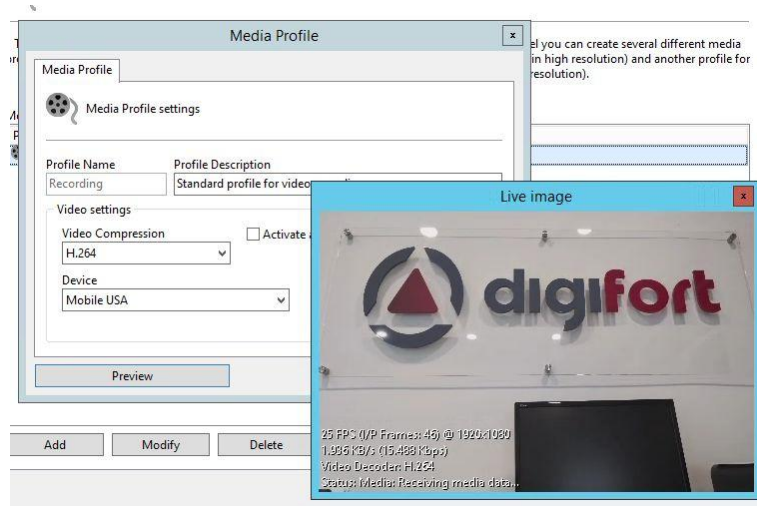 Media Profile
x
el you can create several different media
in high resolution) and another profile for
resolution).
Media Profile
Media Profile settings
Profile Name
Profile Description
Recording
Standard profile for video
Video settings
Video Compression
Activate
H.264
Device
Mobile USA
Preview
Add
Modify
Delete
Live image
x
digifort
25 FPS (I/P Frames: 46) @ 1920x1080
1.936 KB/s (15.488 Kbps)
Video Decoder: H.264
Status: Media: Receiving media data...